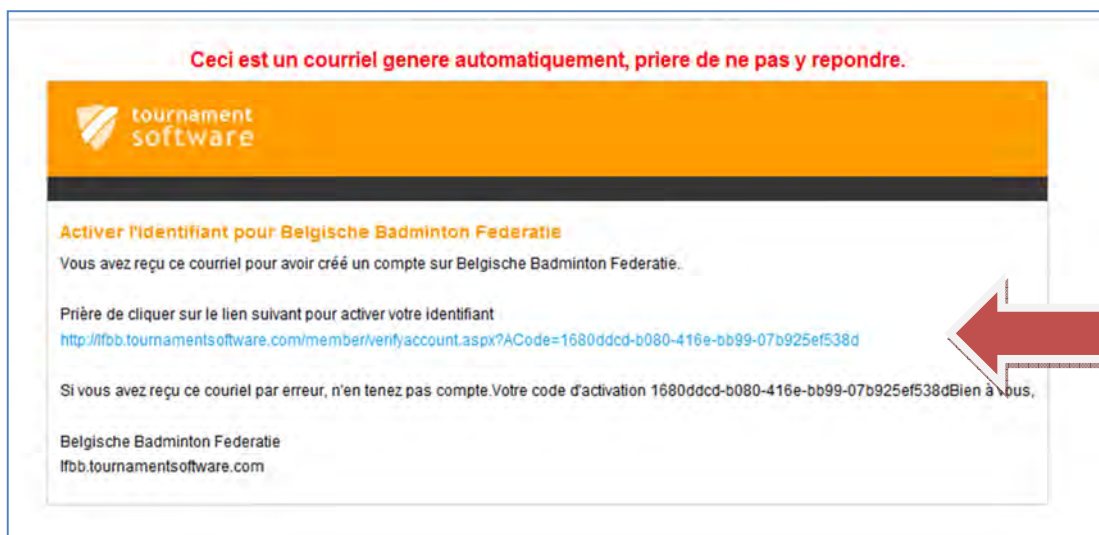 Ceci est un courriel genere automatiquement, priere de ne pas y repondre.
tournament
software
Activer l'identifiant pour Belgische Badminton Federatie
Vous avez reçu ce courriel pour avoir créé un compte sur Belgische Badminton Federatie.
Prière de cliquer sur le lien suivant pour activer votre identifiant
http://lfbb.tournamentsoftware.com/member/verifyaccount.aspx?ACode=1680ddcd-b080-416e-bb99-07b925ef538d
Si vous avez reçu ce couriel par erreur, n'en tenez pas compte.Votre code d'activation 1680ddcd-b080-416e-bb99-07b925ef538dBien à vous,
Belgische Badminton Federatie
lfbb.tournamentsoftware.com